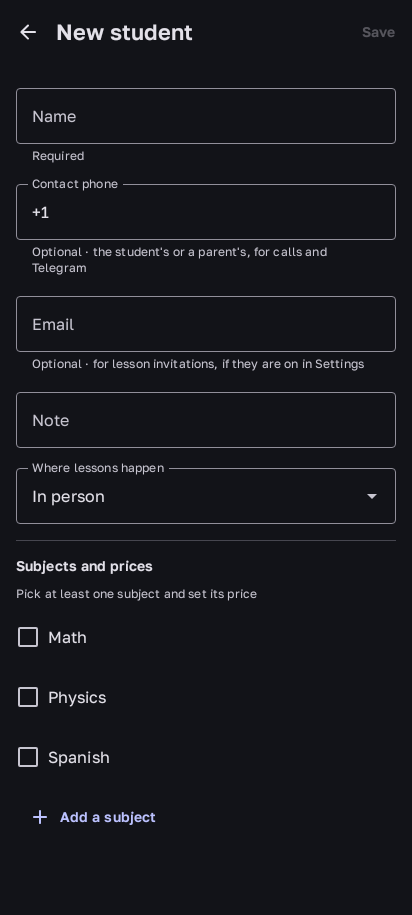 New student
Save
Name
Required
Contact phone
+1
Optional · the student's or a parent's, for calls and
Telegram
Email
Optional · for lesson invitations, if they are on in Settings
Note
Where lessons happen
In person
Subjects and prices
Pick at least one subject and set its price
Math
Physics
Spanish
Add a subject